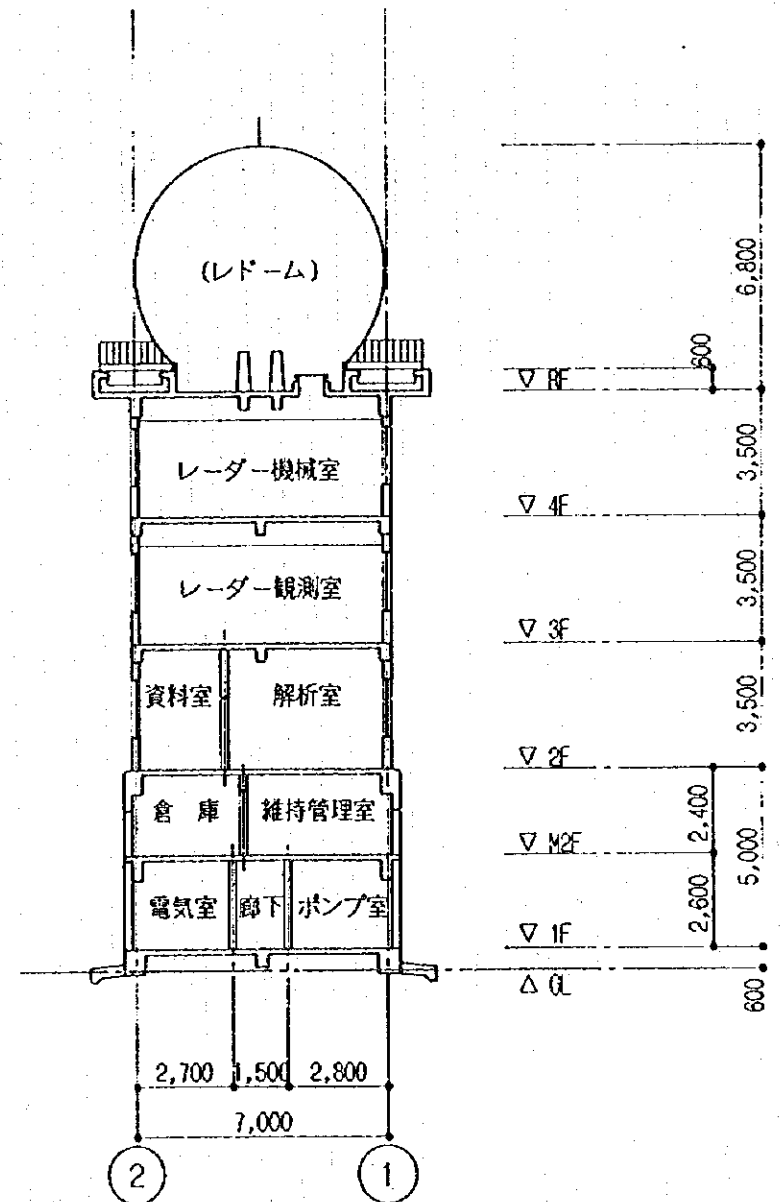 (レドーム)
6,800
600
▽ RF
レーダー機械室
3,500
▽ 4F
レーダー観測室
3,500
▽ 3F
資料室 解析室
3,500
▽ 2F
倉 庫 維持管理室
2,400
▽ M2F
5,000
電気室 廊下 ポンプ室
2,600
▽ 1F
△ GL
600
2,700 1,500 2,800
7,000
2 1